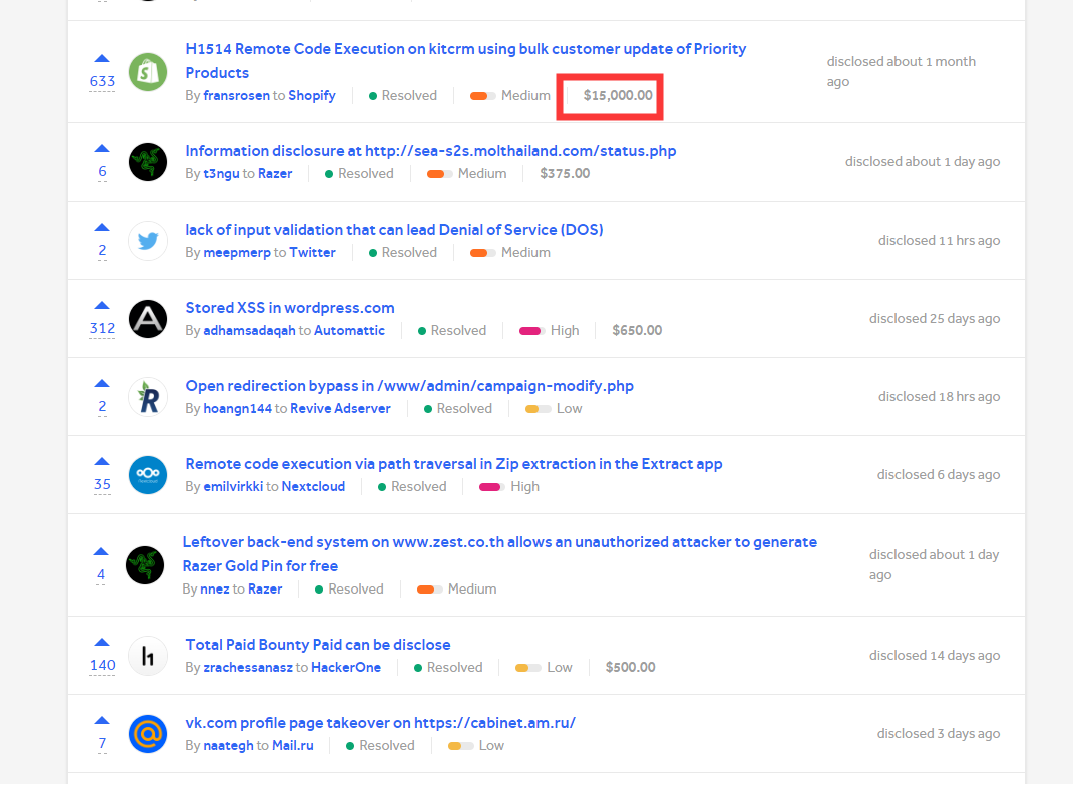 H1514 Remote Code Execution on kitcrm using bulk customer update of Priority
Products
633
By fransrosen to Shopify Resolved Medium $15,000.00
disclosed about 1 month
ago
Information disclosure at http://sea-s2s.molthailand.com/status.php
6
By t3ngu to Razer Resolved Medium $375.00
disclosed about 1 day ago
lack of input validation that can lead Denial of Service (DOS)
2
By meepmerp to Twitter Resolved Medium
disclosed 11 hrs ago
Stored XSS in wordpress.com
312
By adhamsadaqah to Automattic Resolved High $650.00
disclosed 25 days ago
Open redirection bypass in /www/admin/campaign-modify.php
2
By hoangn144 to Revive Adserver Resolved Low
disclosed 18 hrs ago
Remote code execution via path traversal in Zip extraction in the Extract app
35
By emilvirkki to Nextcloud Resolved High
disclosed 6 days ago
Leftover back-end system on www.zest.co.th allows an unauthorized attacker to generate
Razer Gold Pin for free
4
By nnez to Razer Resolved Medium
disclosed about 1 day
ago
Total Paid Bounty Paid can be disclose
140
By zrachessanasz to HackerOne Resolved Low $500.00
disclosed 14 days ago
vk.com profile page takeover on https://cabinet.am.ru/
7
By naategh to Mail.ru Resolved Low
disclosed 3 days ago